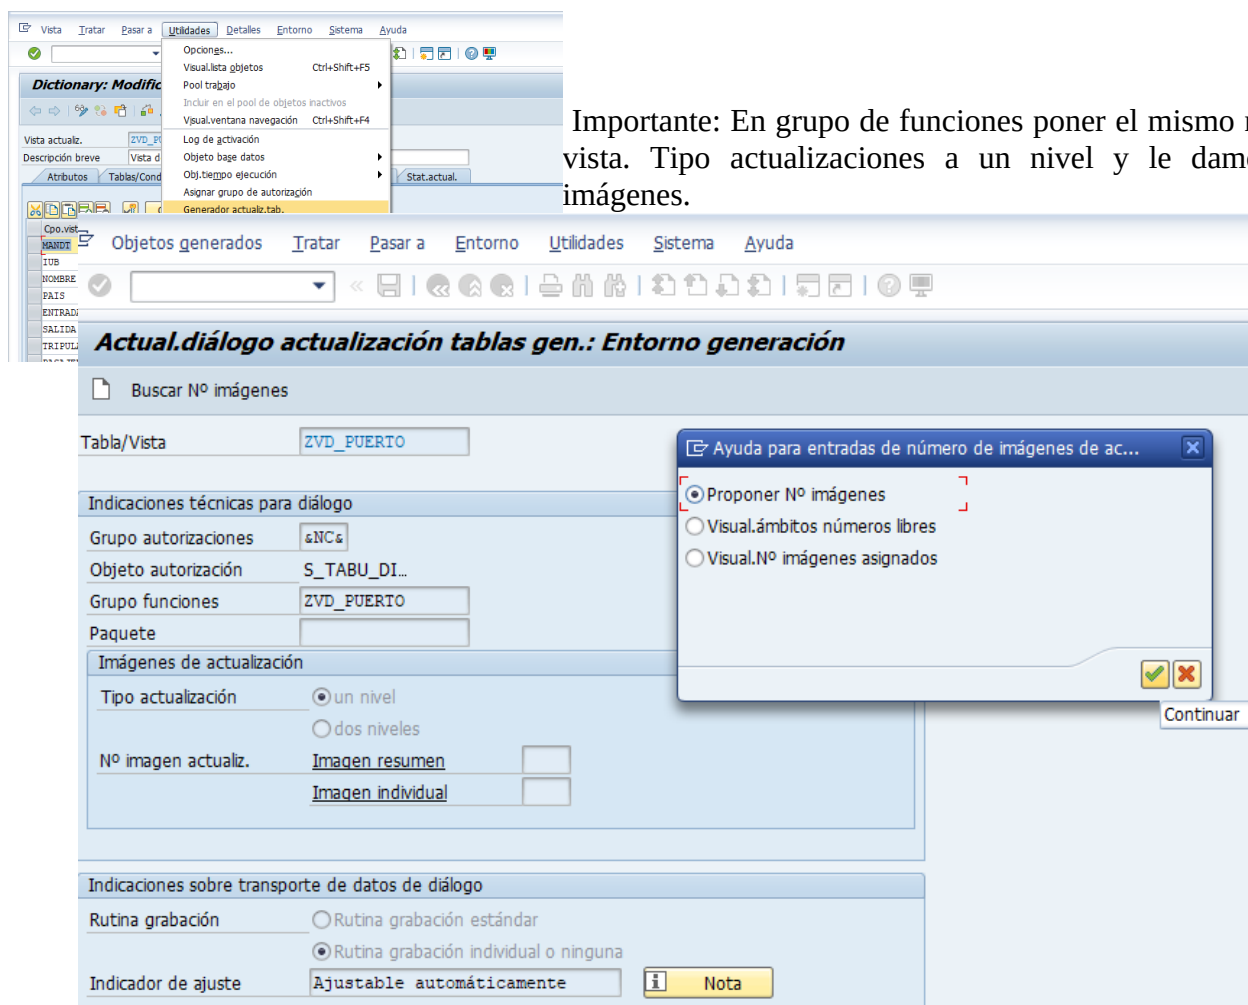 Vista Tratar Pasar a Utilidades Detalles Entorno Sistema Ayuda
Opciones...
Visual.lista objetos Ctrl+Shift+F5
Dictionary: Modific
Pool trabajo
Incluir en el pool de objetos inactivos
Visual.ventana navegación Ctrl+Shift+F4
Vista actualiz. ZVD_P
Log de activación
Descripción breve Vista d
Objeto base datos
Atributos Tablas/Cond
Obj.tiempo ejecución
Stat.actual.
Asignar grupo de autorización
Generador actualiz.tab.
Cpo.vist
MANDT
IUB
NOMBRE
PAIS
ENTRAD
SALIDA
TRIPUL
Importante: En grupo de funciones poner el mismo
vista. Tipo actualizaciones a un nivel y le dam
imágenes.
Objetos generados Tratar Pasar a Entorno Utilidades Sistema Ayuda
Actual.diálogo actualización tablas gen.: Entorno generación
Buscar Nº imágenes
Tabla/Vista ZVD_PUERTO
Indicaciones técnicas para diálogo
Grupo autorizaciones &NC&
Objeto autorización S_TABU_DI...
Grupo funciones ZVD_PUERTO
Paquete
Imágenes de actualización
Tipo actualización un nivel
dos niveles
Nº imagen actualiz. Imagen resumen
Imagen individual
Ayuda para entradas de número de imágenes de ac...
Proponer Nº imágenes
Visual.ámbitos números libres
Visual.Nº imágenes asignados
Continuar
Indicaciones sobre transporte de datos de diálogo
Rutina grabación Rutina grabación estándar
Rutina grabación individual o ninguna
Indicador de ajuste Ajustable automáticamente Nota